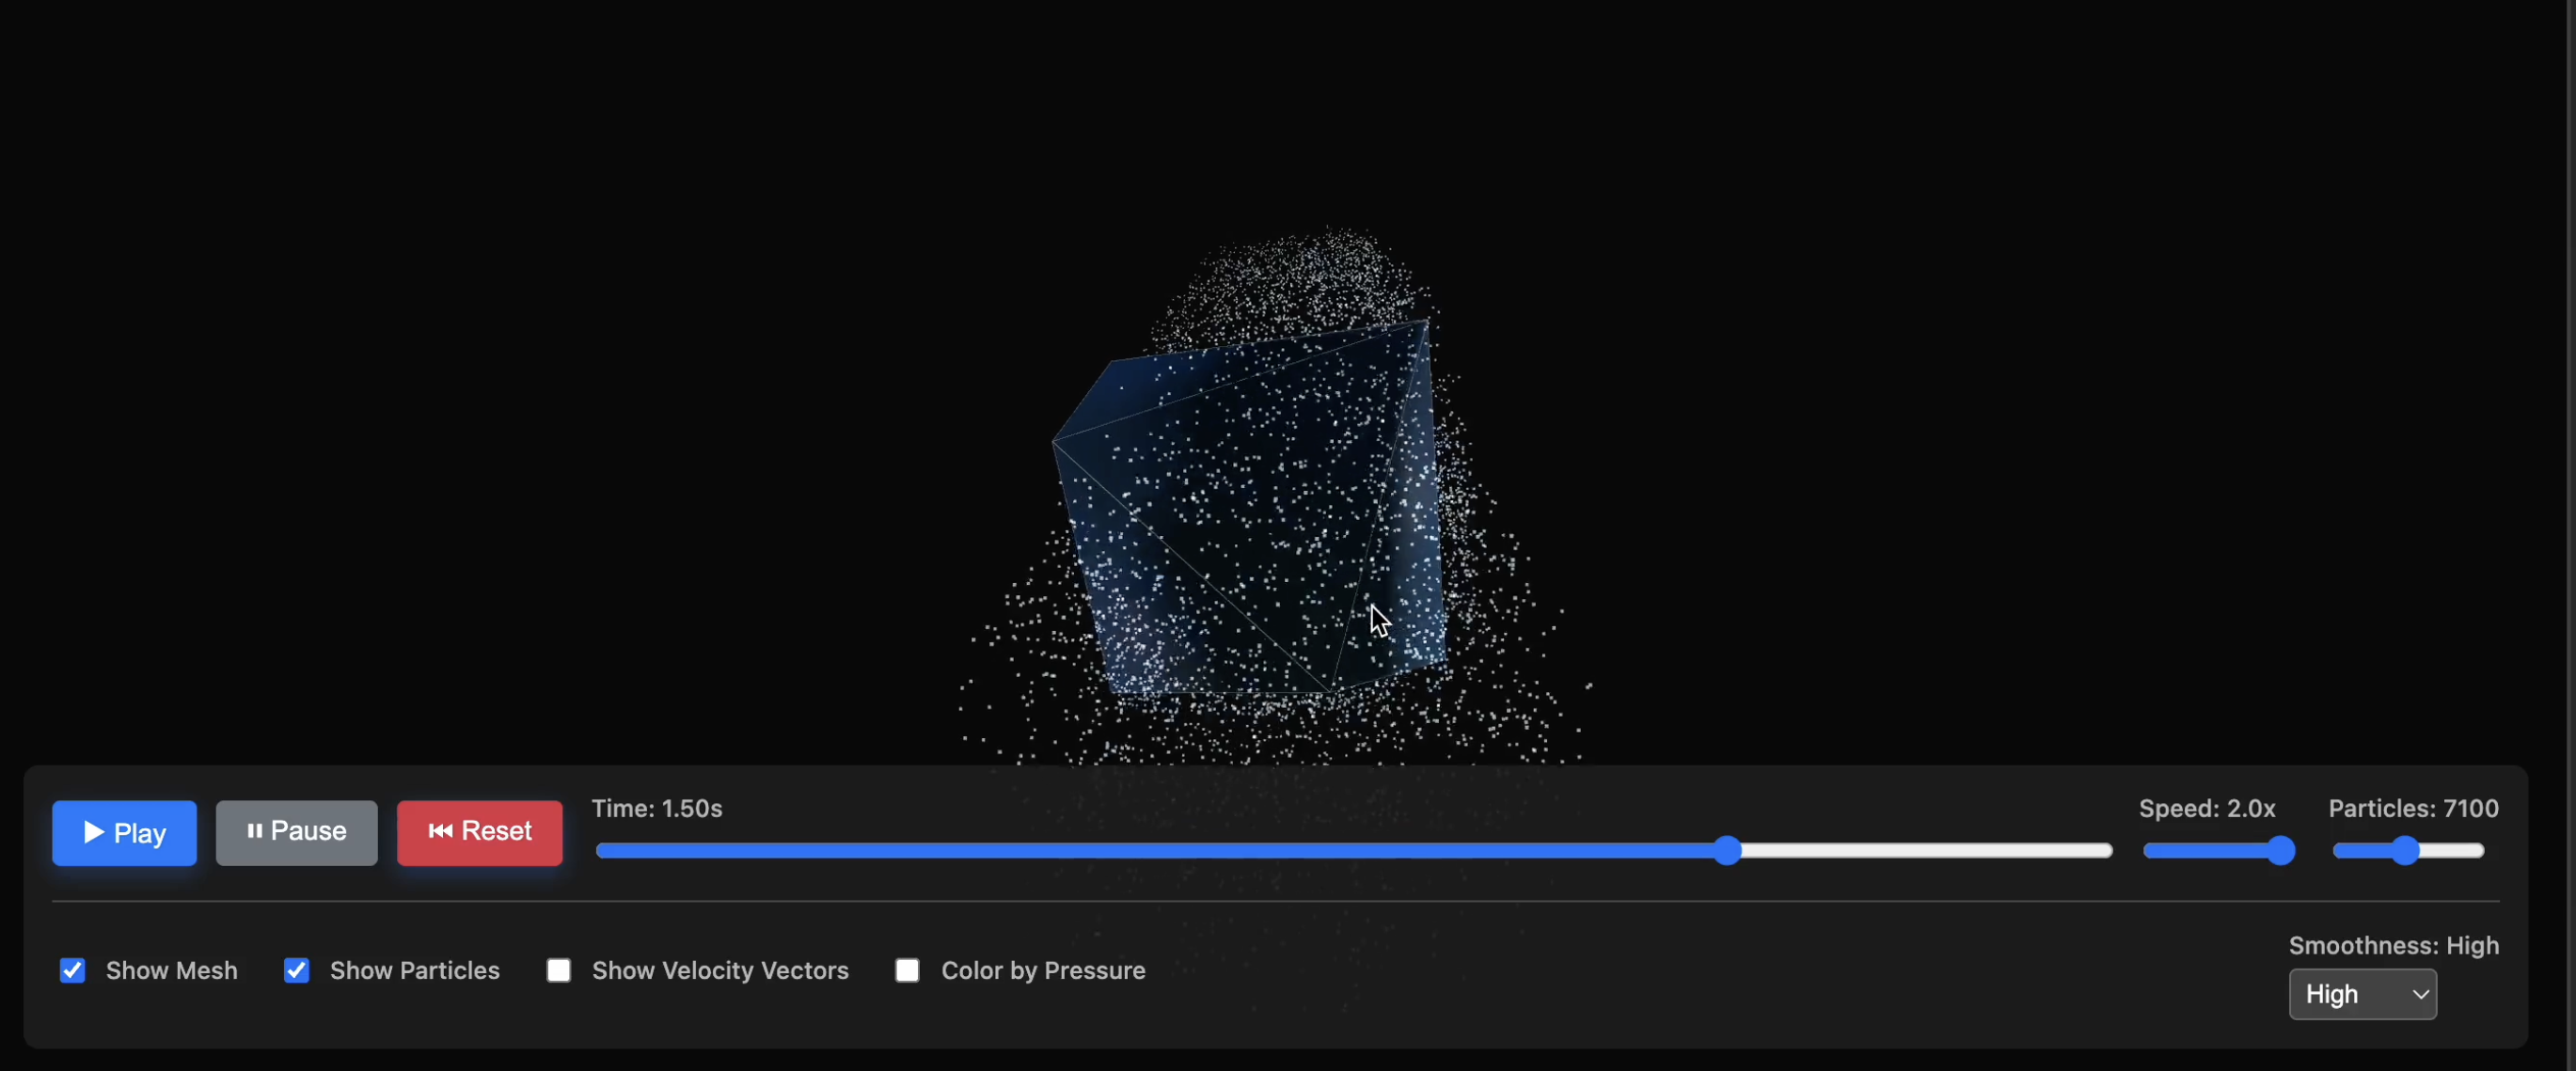 ▶ Play
⏸ Pause
⏮ Reset
Time: 1.50s
Speed: 2.0x
Particles: 7100
Show Mesh
Show Particles
Show Velocity Vectors
Color by Pressure
Smoothness: High
High